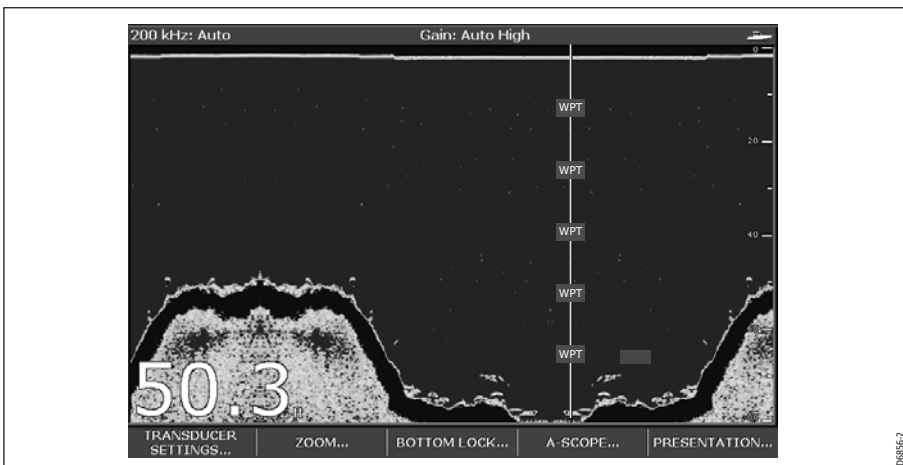 200 kHz: Auto Gain: Auto High
0
WPT
20
WPT
WPT
40
WPT
WPT
50.3
TRANSDUCER SETTINGS... ZOOM... BOTTOM LOCK... A-SCOPE... PRESENTATION...
D6856-2